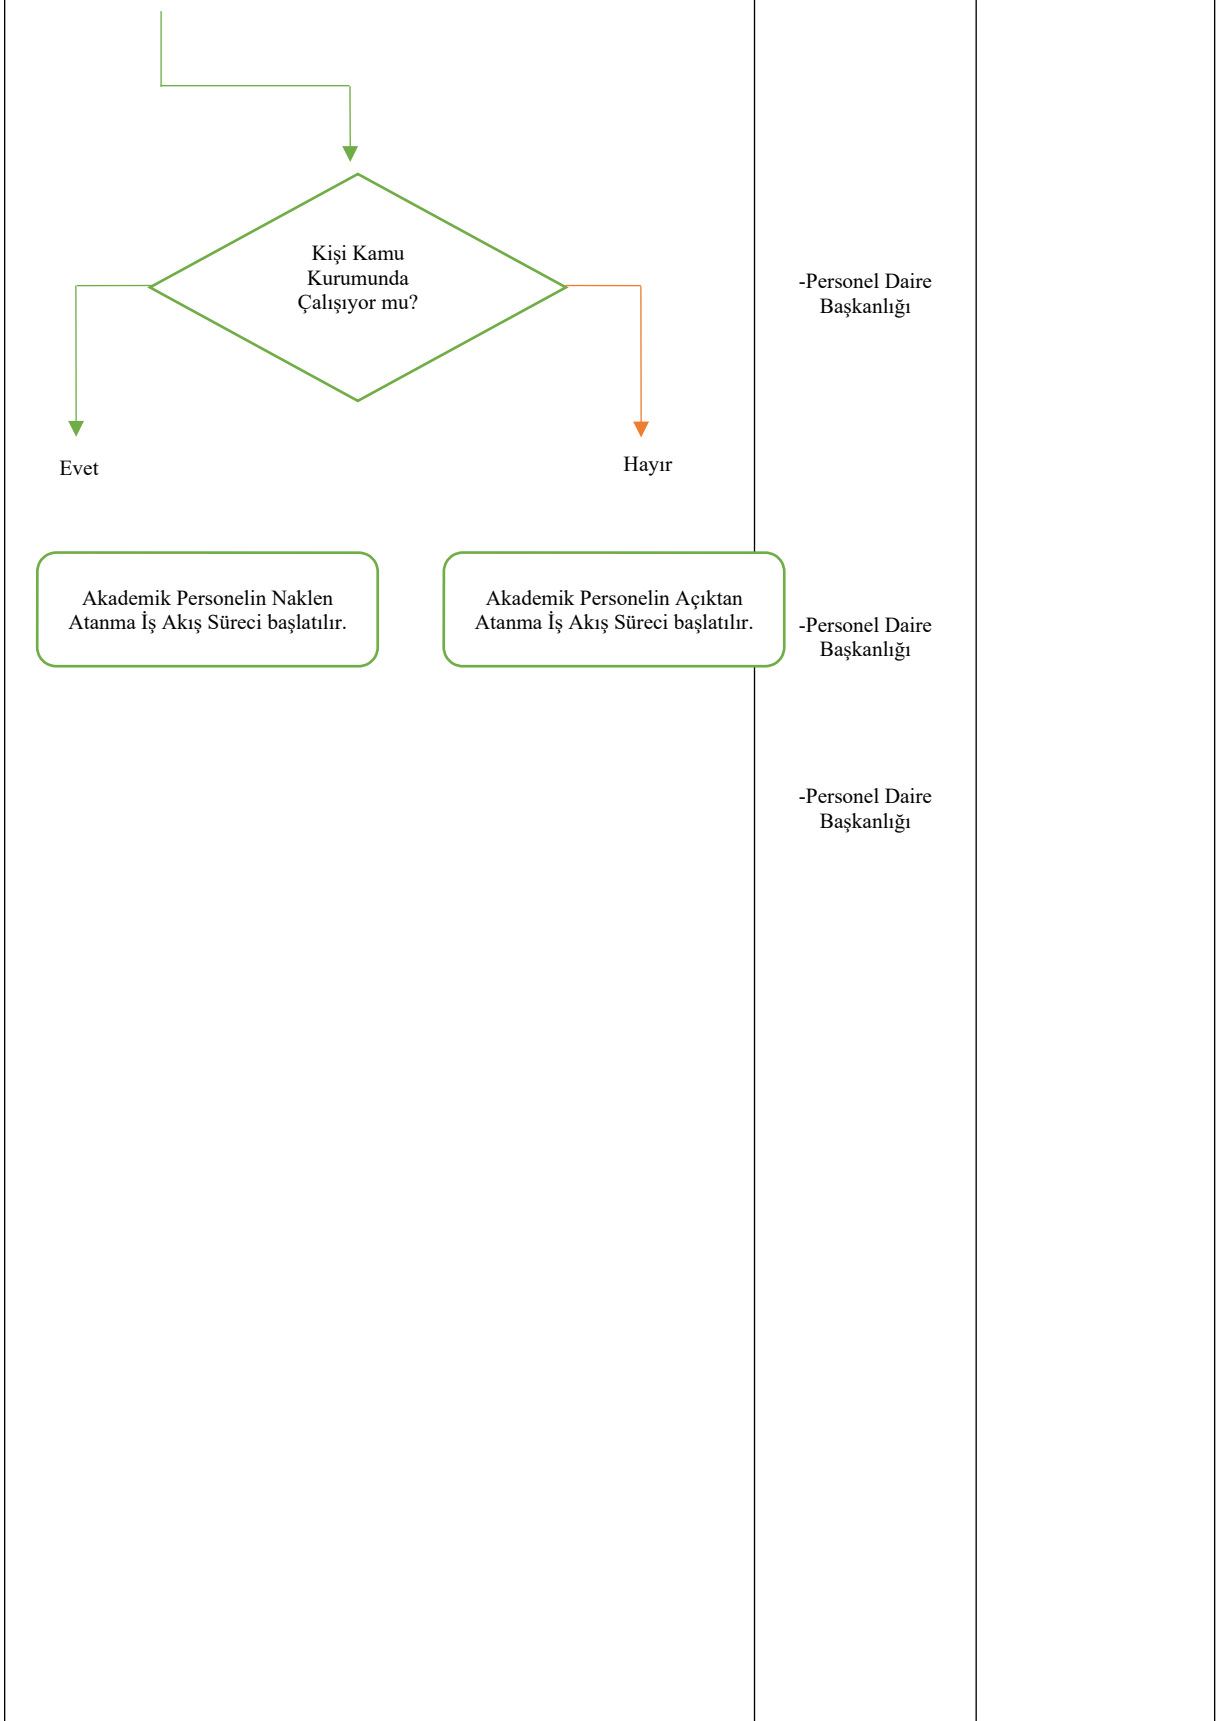 Kişi Kamu
Kurumunda
Çalışıyor mu?
-Personel Daire
Başkanlığı
Evet
Hayır
Akademik Personelin Naklen
Atanma İş Akış Süreci başlatılır.
Akademik Personelin Açıktan
Atanma İş Akış Süreci başlatılır.
-Personel Daire
Başkanlığı
-Personel Daire
Başkanlığı